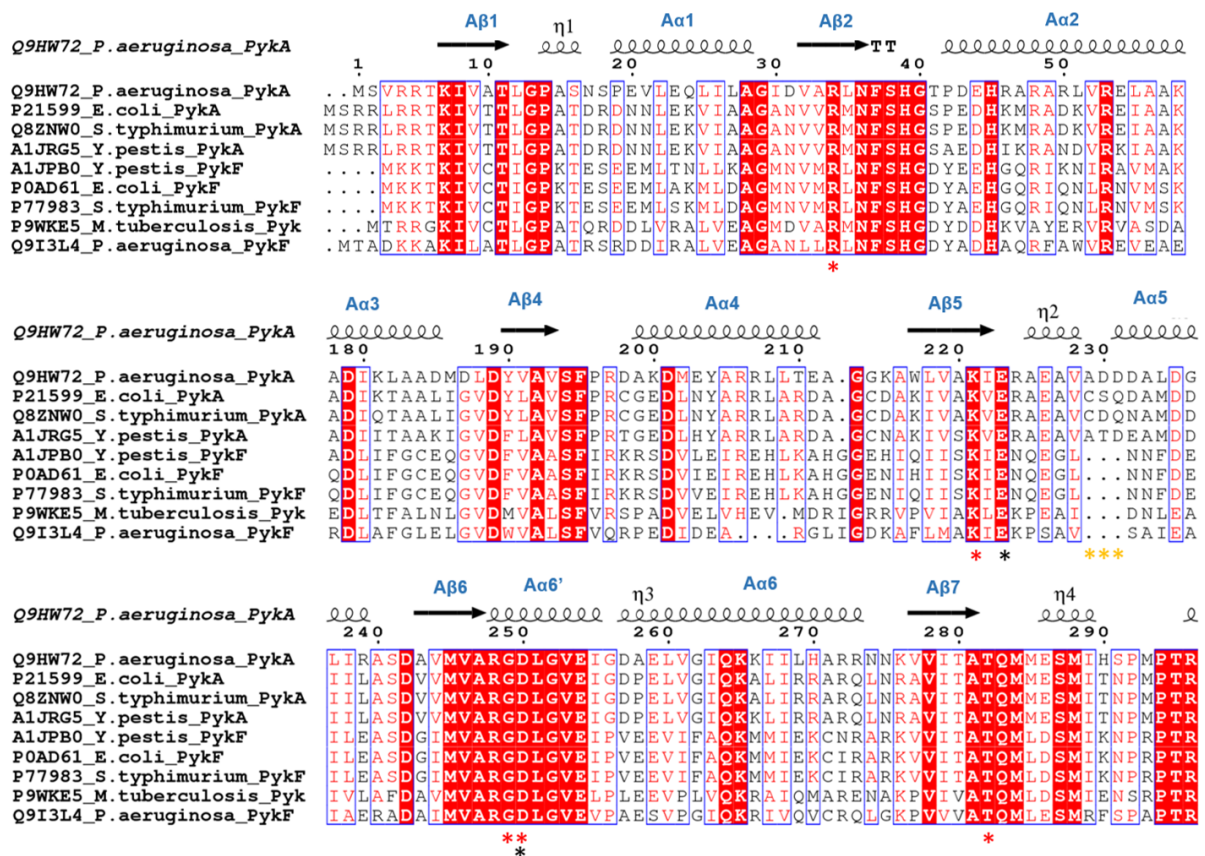 Aβ1 η1 Aα1 Aβ2 Aα2
Q9HW72_P.aeruginosa_PykA TT
1 10 20 30 40 50
Q9HW72_P.aeruginosa_PykA ..MSVRRTKIVATLGPASNSPEVLEQLILAGIDVARLNFSHGTPDEHRARARLVRELAAK
P21599_E.coli_PykA MSRRLRRTKIVTTLGPATDRDNNLEKVIAAGANVVRMNFSHGSPEDHKMRADKVREIAAK
Q8ZNW0_S.typhimurium_PykA MSRRLRRTKIVTTLGPATDRDNNLEKVIAAGANVVRMNFSHGSPEDHKMRADKVREIAAK
A1JRG5_Y.pestis_PykA MSRRLRRTKIVTTLGPATDRDNNLEKVIAAGANVVRMNFSHGSAEDHIKRANDVRKIAAM
A1JPB0_Y.pestis_PykF ....MKKTKIVCTIGPKTESEEMLTNLLKAGMNVMRLNFSHGDYEEHGQRIKNLRAVMAK
P0AD61_E.coli_PykF ....MKKTKIVCTIGPKTESEEMLAKMLDAGMNVMRLNFSHGDYAEHGQRIQNLRNVMSK
P77983_S.typhimurium_PykF ....MKKTKIVCTIGPKTESEEMLSKMLDAGMNVMRLNFSHGDYAEHGQRIQNLRNVMSK
P9WKE5_M.tuberculosis_Pyk ...MTRRGKIVCTLGPATQRDDLVRALVEAGMDVARMNFSHGDYDDHKVAYERVRVASDA
Q9I3L4_P.aeruginosa_PykF .MTADKKAKILATLGPATRSRDDIRALVEAGANLLRLNFSHGDYADHAQRFAWVREVEAE
*
Aα3 Aβ4 Aα4 Aβ5 η2 Aα5
Q9HW72_P.aeruginosa_PykA
180 190 200 210 220 230
Q9HW72_P.aeruginosa_PykA ADIKLAADMDLDYVAVSFPRDAKDMEYARRLLTEA.GGKAWLVAKIERAEAVADDDALDG
P21599_E.coli_PykA ADIKTAALIGVDYLAVSFPRCGEDLNYARRLARDA.GCDAKIVAKVERAEAVCSQDAMDD
Q8ZNW0_S.typhimurium_PykA ADIQTAALIGVDYLAVSFPRCGEDLNYARRLARDA.GCDAKIVAKVERAEAVCDQNAMDD
A1JRG5_Y.pestis_PykA ADIITAAKIGVDFLAVSFPRTGEDLHYARRLARDA.GCNAKIVSKVERAEAVATDEAMDD
A1JPB0_Y.pestis_PykF QDLIFGCEQGVDFVAASFIRKRSDVLEIREHLKAHGGEHIQIISKIENQEGL...NNFDE
P0AD61_E.coli_PykF QDLIFGCEQGVDFVAASFIRKRSDVIEIREHLKAHGGENIHIISKIENQEGL...NNFDE
P77983_S.typhimurium_PykF QDLIFGCEQGVDFVAASFIRKRSDVVEIREHLKAHGGENIQIISKIENQEGL...NNFDE
P9WKE5_M.tuberculosis_Pyk EDLTFALNLGVDMVALSFVRSPADVELVHEV.MDRIGRRVPVIAKLEKPEAI...DNLEA
Q9I3L4_P.aeruginosa_PykF RDLAFGLELGVDWVALSFVQRPEDIDEA...RGLIGDKAFLMAKIEKPSAV...SAIEA
* * ***
Aβ6 Aα6’ η3 Aα6 Aβ7 η4
Q9HW72_P.aeruginosa_PykA
240 250 260 270 280 290
Q9HW72_P.aeruginosa_PykA LIRASDAVMVARGDLGVEIGDAELVGIQKKIILHARRNNKVVITATQMMESMIHSPMPTR
P21599_E.coli_PykA IILASDVVMVARGDLGVEIGDPELVGIQKALIRRARQLNRAVITATQMMESMITNPMPTR
Q8ZNW0_S.typhimurium_PykA IILASDVVMVARGDLGVEIGDPELVGIQKALIRRARQLNRAVITATQMMESMITNPMPTR
A1JRG5_Y.pestis_PykA IILASDVVMVARGDLGVEIGDPELVGIQKKLIRRARQLNRAVITATQMMESMITNPMPTR
A1JPB0_Y.pestis_PykF ILEASDGIMVARGDLGVEIPVEEVIFAQKMMIEKCNRARKVVITATQMLDSMIKNPRPTR
P0AD61_E.coli_PykF ILEASDGIMVARGDLGVEIPVEEVIFAQKMMIEKCIRARKVVITATQMLDSMIKNPRPTR
P77983_S.typhimurium_PykF ILEASDGIMVARGDLGVEIPVEEVIFAQKMMIEKCIRARKVVITATQMLDSMIKNPRPTR
P9WKE5_M.tuberculosis_Pyk IVLAFDAVMVARGDLGVELPLEEVPLVQKRAIQMARENAKPVIVATQMLDSMIENSRPTR
Q9I3L4_P.aeruginosa_PykF IAERADAIMVARGDLGVEVPAESVPGIQKRIVQVCRQLGKPVVVATQMLESMRFSPAPTR
** *
*